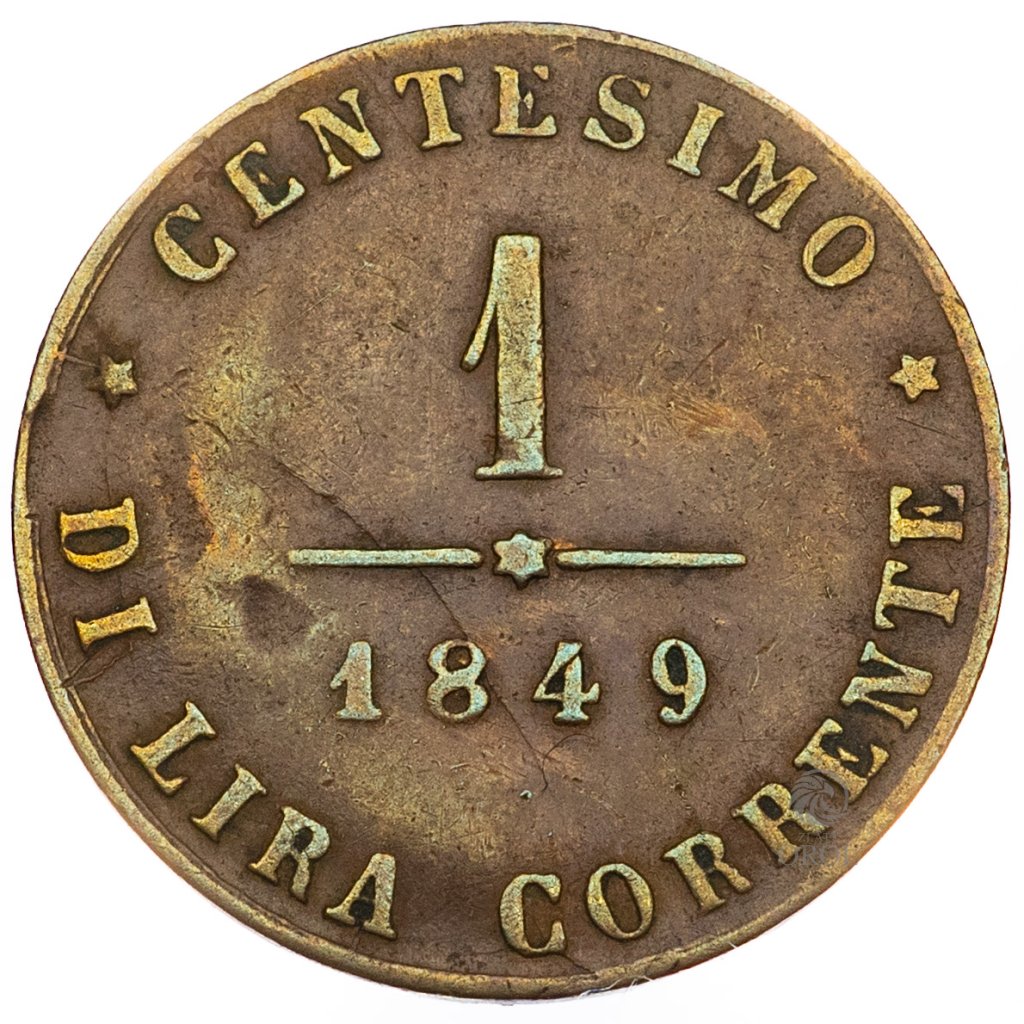 CENTESIMO
1
1849
DI LIRA CORRENTE